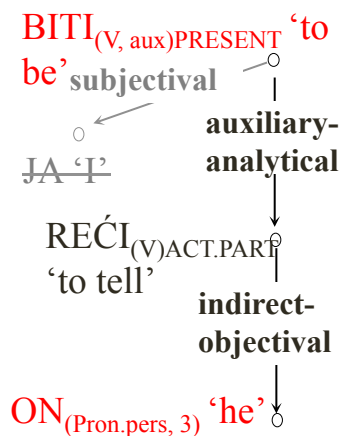 BITI(V, aux)PRESENT ‘to
be’
subjectival
auxiliary-
analytical
JA ‘I’
REĆI(V)ACT.PART
‘to tell’
indirect-
objectival
ON(Pron.pers, 3) ‘he’